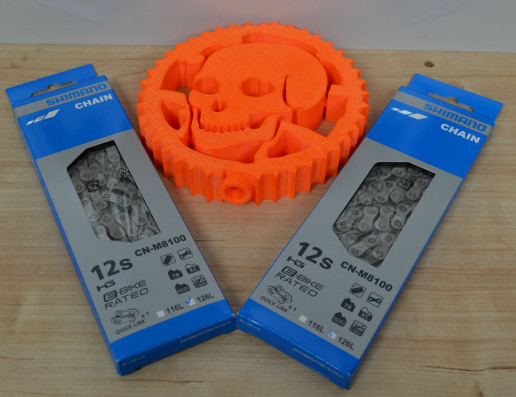 SHIMANO
CHAIN
12S
CN-M8100
HG
E-BIKE
RATED
QUICK-LINK ×1
116L
126L
SHIMANO
CHAIN
12S
CN-M8100
HG
E-BIKE
RATED
QUICK-LINK ×1
116L
126L